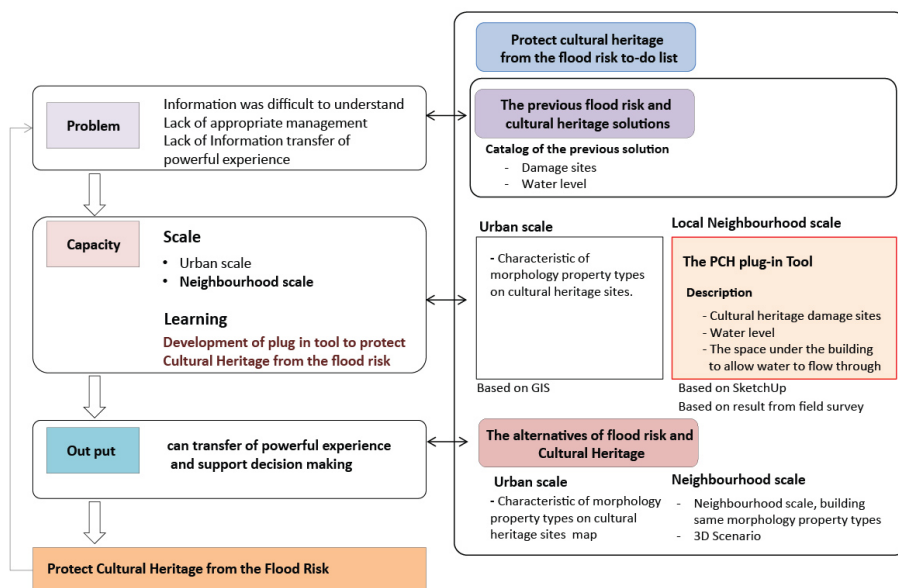 Problem
Information was difficult to understand
Lack of appropriate management
Lack of Information transfer of
powerful experience
Capacity
Scale
• Urban scale
• Neighbourhood scale
Learning
Development of plug in tool to protect
Cultural Heritage from the flood risk
Out put
can transfer of powerful experience
and support decision making
Protect Cultural Heritage from the Flood Risk
Protect cultural heritage
from the flood risk to-do list
The previous flood risk and
cultural heritage solutions
Catalog of the previous solution
- Damage sites
- Water level
Urban scale
- Characteristic of
morphology property types
on cultural heritage sites.
Based on GIS
Local Neighbourhood scale
The PCH plug-in Tool
Description
- Cultural heritage damage sites
- Water level
- The space under the building
to allow water to flow through
Based on SketchUp
Based on result from field survey
The alternatives of flood risk and
Cultural Heritage
Urban scale
- Characteristic of morphology
property types on cultural
heritage sites map
Neighbourhood scale
- Neighbourhood scale, building
same morphology property types
- 3D Scenario